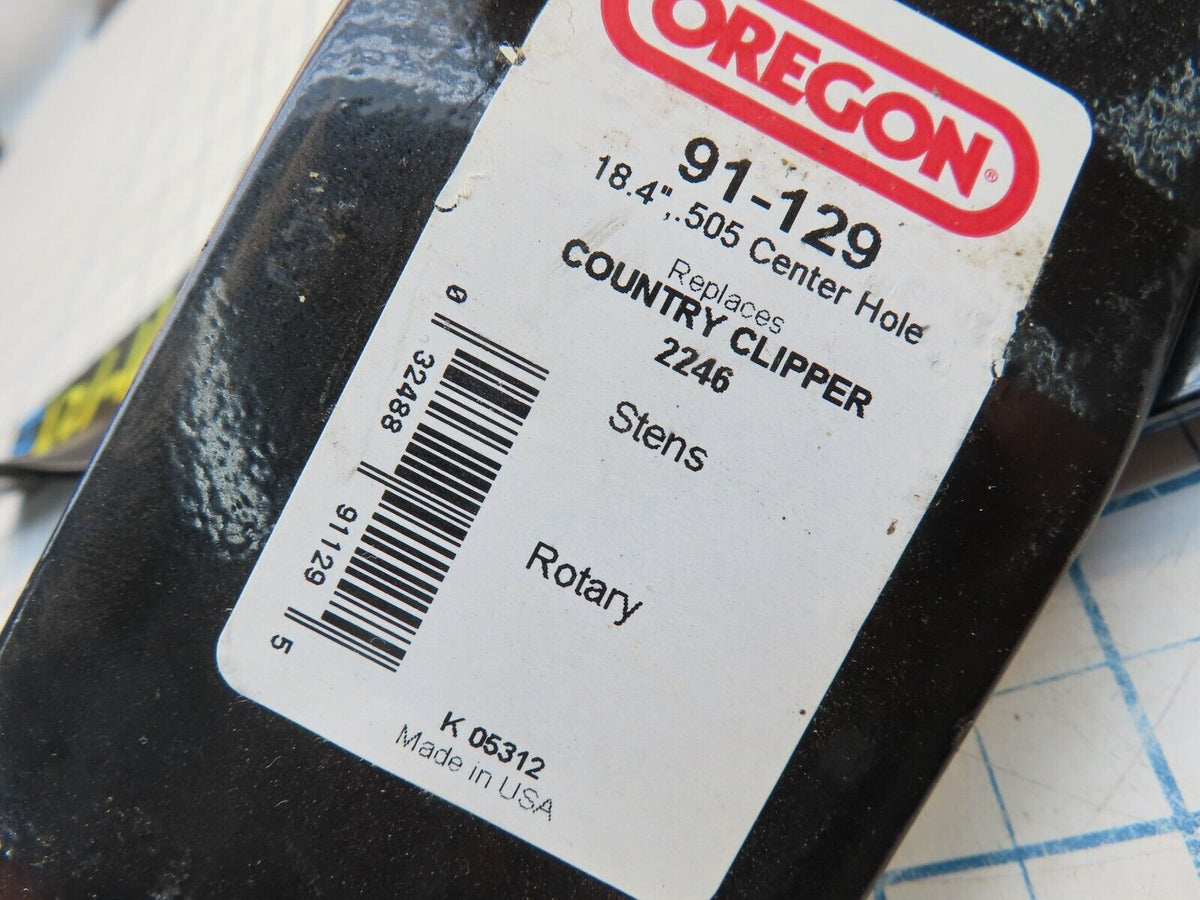 OREGON®
91-129
18.4", .505 Center Hole
Replaces
COUNTRY CLIPPER
2246
Stens
Rotary
0 32488 91129 5
K 05312
Made in USA